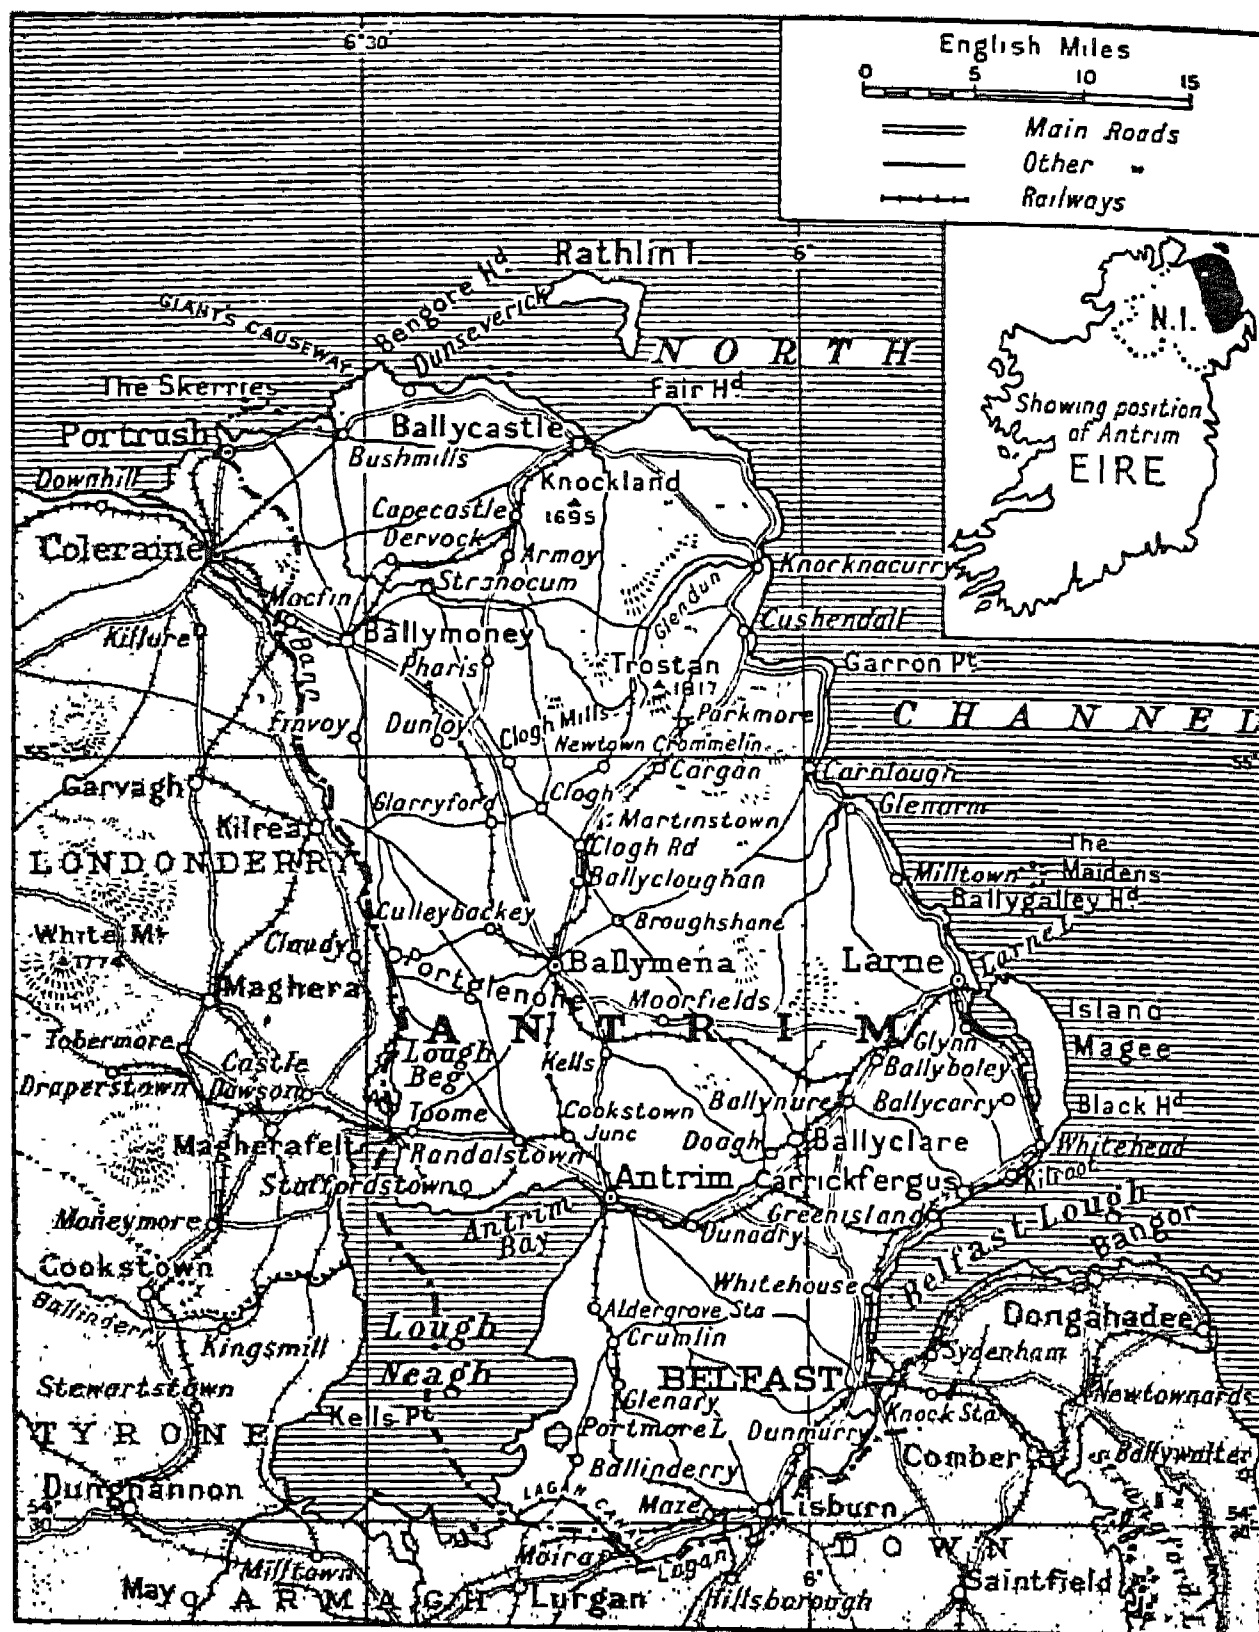 6°30'
English Miles
0 5 10 15
Main Roads
Other "
Railways
6°
Rathlin I.
Bengore Hd
Dunseverick
GIANT'S CAUSEWAY
NORTH
N.I.
The Skerries
Fair Hd
Showing position
of Antrim
EIRE
Portrush
Ballycastle
Bushmills
Downhill
Knockland
1695
Capecastle
Dervock
Coleraine
Armoy
Knocknacurry
Stranocum
Macfin
Glendun
Cushendall
Killure
Ballymoney
Bann
Pharis
Trostan
1817
Garron Pt
Parkmore
CHANNEL
Finvoy
Dunloy
Clogh Mills
Newtown Crommelin
55°
55°
Cargan
Carnlough
Garvagh
Glarryford
Clogh
Glenarm
Kilrea
Martinstown
LONDONDERRY
Clogh Rd
The
Maidens
Milltown
Ballycloughan
Ballygalley Hd
Culleybackey
Broughshane
White Mt
1774
Claudy
Portglenone
Ballymena
Larne
Larne L
Maghera
Moorfields
Island
Magee
ANTRIM
Tobermore
Lough
Beg
Kells
Glynn
Ballyboley
Draperstown
Castle
Dawson
Toome
Cookstown
Junc
Ballynure
Ballycarry
Black Hd
Magherafelt
Randalstown
Doagh
Ballyclare
Whitehead
Staffordstown
Antrim
Carrickfergus
Kilroot
Moneymore
Antrim
Bay
Dunadry
Greenisland
Belfast Lough
Bangor
Cookstown
Whitehouse
Ballinderry
Aldergrove Sta
Dongahadee
Kingsmill
Lough
Neagh
Crumlin
Sydenham
Stewartstown
BELFAST
Glenary
Newtownards
TYRONE
Kells Pt
Portmore L
Dunmurry
Knock Sta
Comber
Ballywalter
Dungannon
Ballinderry
LAGAN CANAL
Maze
Lisburn
54°
30'
54°
Milltown
Moira
Lagan
6°
DOWN
May
ARMAGH
Lurgan
Hillsborough
Saintfield